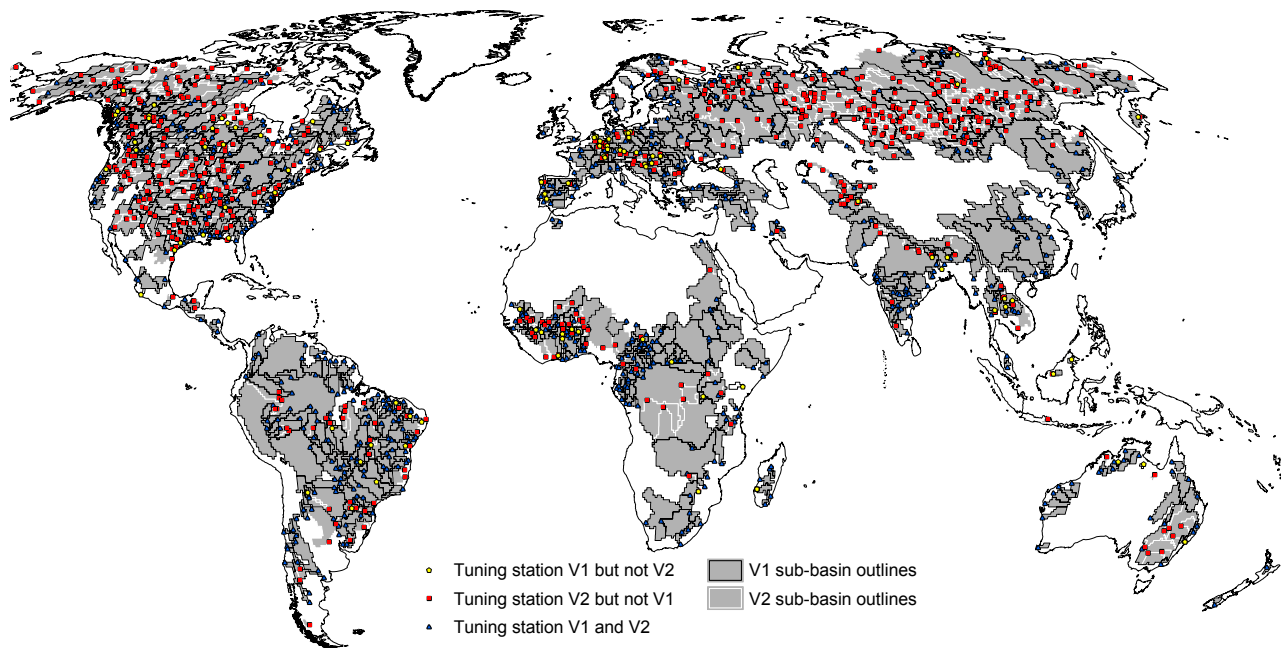 Tuning station V1 but not V2
Tuning station V2 but not V1
Tuning station V1 and V2
V1 sub-basin outlines
V2 sub-basin outlines